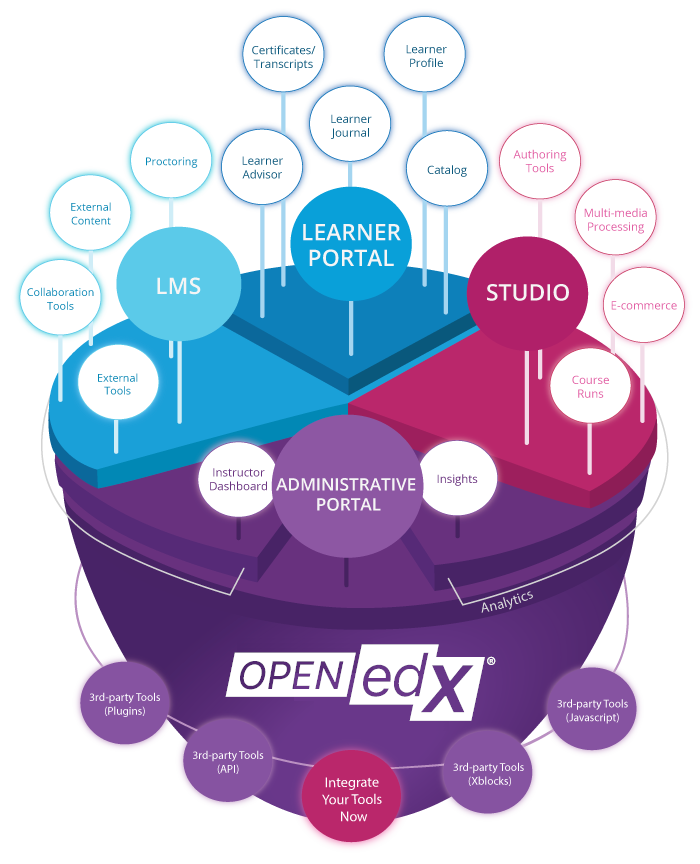 Certificates/
Transcripts
Learner
Profile
Learner
Journal
Proctoring
Learner
Advisor
Catalog
Authoring
Tools
External
Content
Multi-media
Processing
LEARNER
PORTAL
LMS
STUDIO
Collaboration
Tools
E-commerce
External
Tools
Course
Runs
Instructor
Dashboard
ADMINISTRATIVE
PORTAL
Insights
Analytics
OPEN edX®
3rd-party Tools
(Plugins)
3rd-party Tools
(Javascript)
3rd-party Tools
(API)
3rd-party Tools
(Xblocks)
Integrate
Your Tools
Now